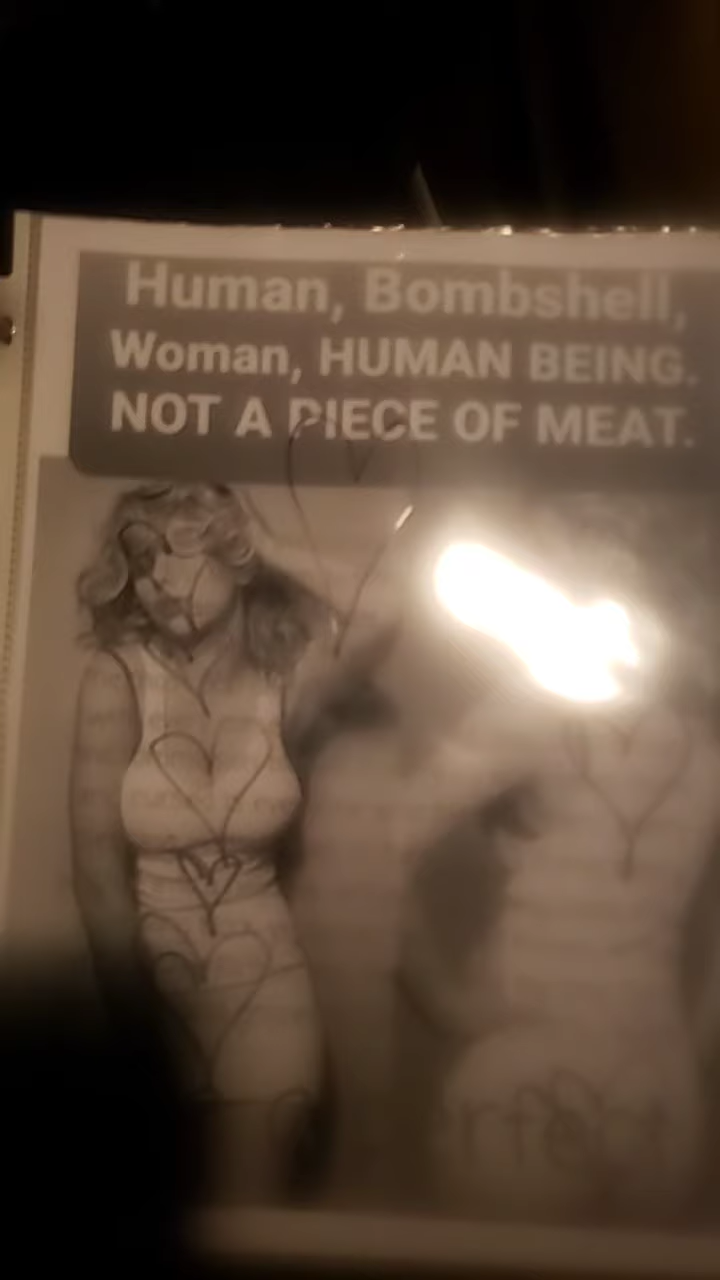 Human, Bombshell,
Woman, HUMAN BEING.
NOT A PIECE OF MEAT.